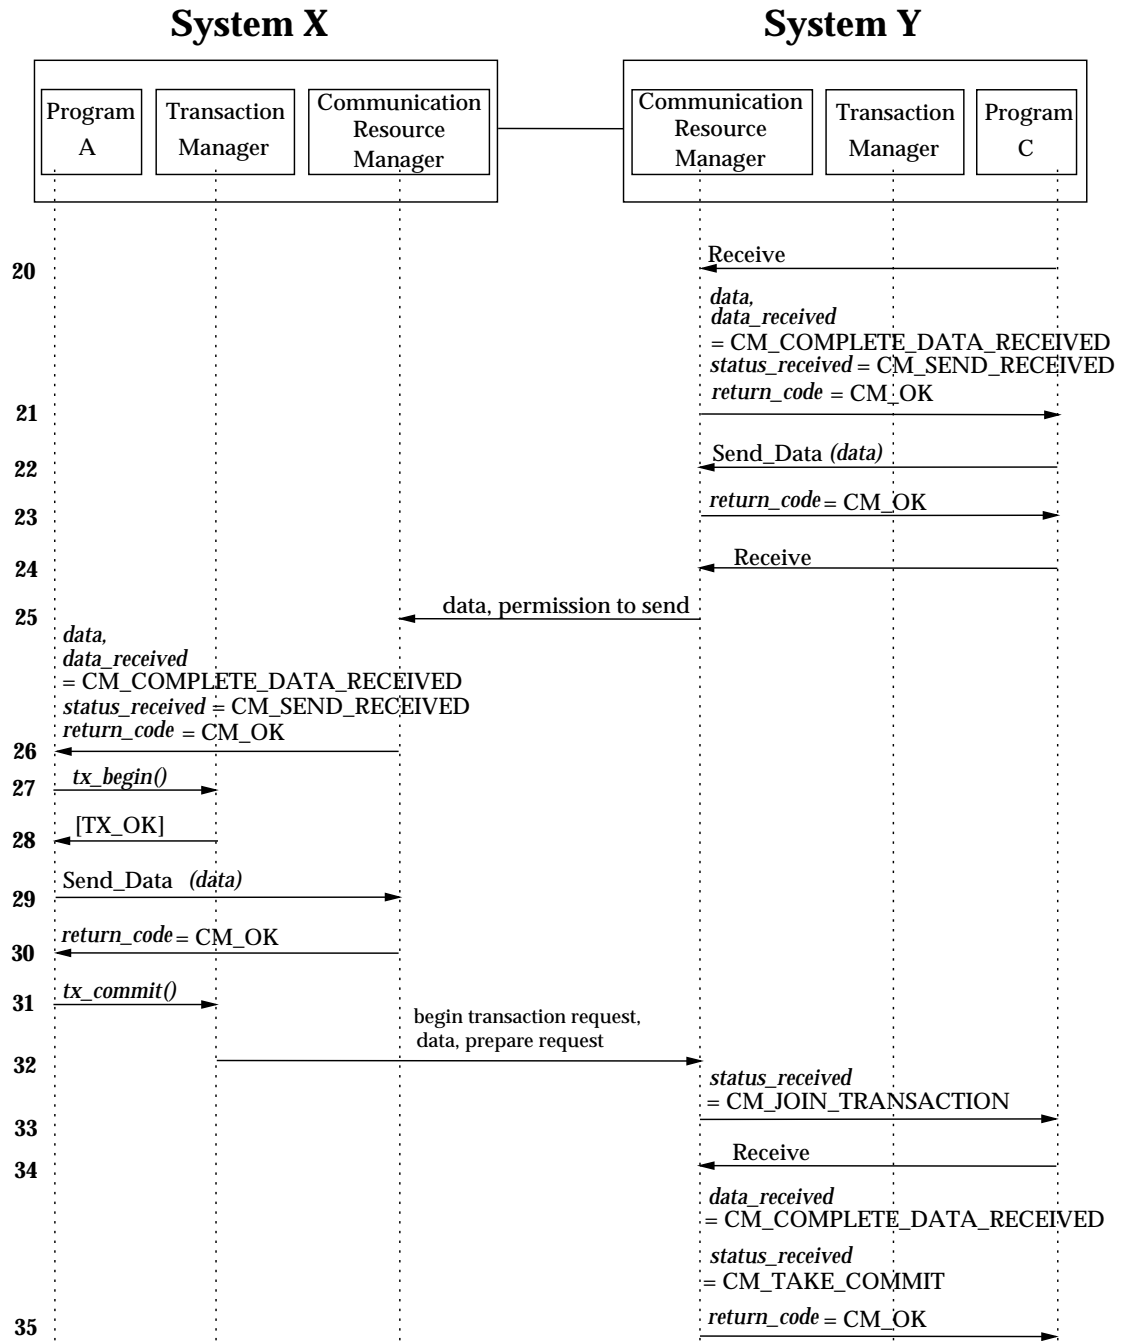 System X
System Y
Program
A
Transaction
Manager
Communication
Resource
Manager
Communication
Resource
Manager
Transaction
Manager
Program
C
20
Receive
data,
data_received
= CM_COMPLETE_DATA_RECEIVED
status_received = CM_SEND_RECEIVED
return_code = CM_OK
21
22
Send_Data (data)
return_code = CM_OK
23
24
Receive
25
data, permission to send
data,
data_received
= CM_COMPLETE_DATA_RECEIVED
status_received = CM_SEND_RECEIVED
return_code = CM_OK
26
27
tx_begin()
28
[TX_OK]
29
Send_Data (data)
30
return_code = CM_OK
31
tx_commit()
begin transaction request,
data, prepare request
32
status_received
= CM_JOIN_TRANSACTION
33
34
Receive
data_received
= CM_COMPLETE_DATA_RECEIVED
status_received
= CM_TAKE_COMMIT
return_code = CM_OK
35